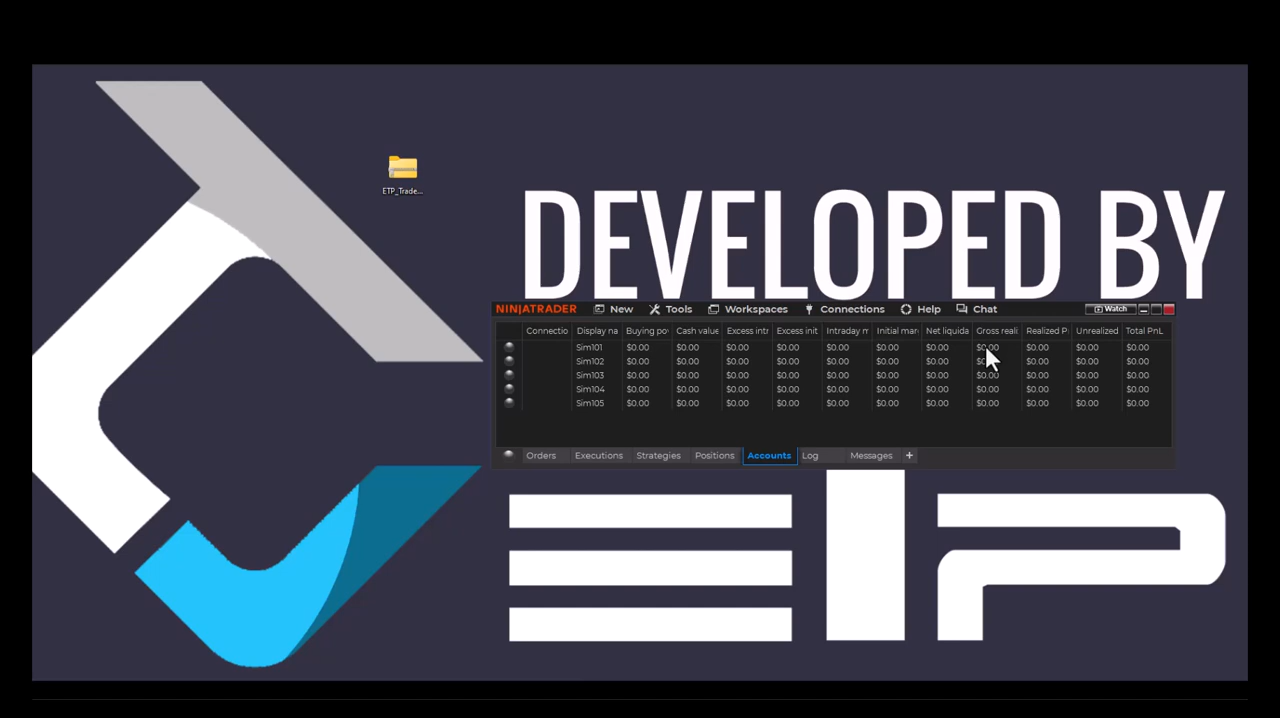 ETP_Trade...
DEVELOPED BY
NINJATRADER New Tools Workspaces Connections Help Chat Watch
Connectio Display na Buying po Cash value Excess intr Excess init Intraday m Initial mar Net liquida Gross reali Realized P Unrealized Total PnL
Sim101 $0.00 $0.00 $0.00 $0.00 $0.00 $0.00 $0.00 $0.00 $0.00 $0.00 $0.00
Sim102 $0.00 $0.00 $0.00 $0.00 $0.00 $0.00 $0.00 $0.00 $0.00 $0.00
Sim103 $0.00 $0.00 $0.00 $0.00 $0.00 $0.00 $0.00 $0.00 $0.00 $0.00 $0.00
Sim104 $0.00 $0.00 $0.00 $0.00 $0.00 $0.00 $0.00 $0.00 $0.00 $0.00 $0.00
Sim105 $0.00 $0.00 $0.00 $0.00 $0.00 $0.00 $0.00 $0.00 $0.00 $0.00 $0.00
Orders Executions Strategies Positions Accounts Log Messages +
ETP